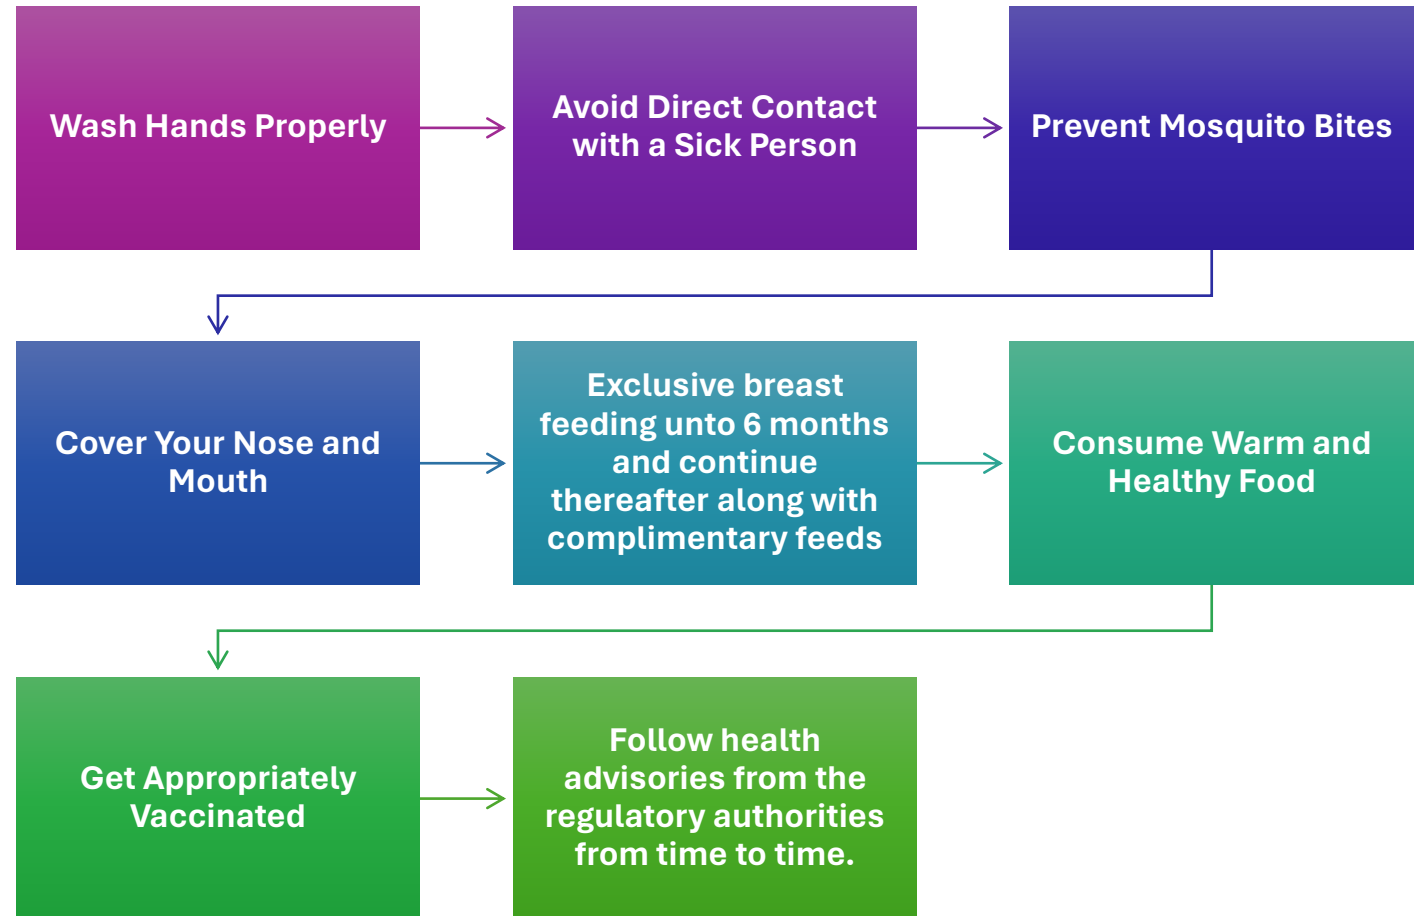 Wash Hands Properly
Avoid Direct Contact
with a Sick Person
Prevent Mosquito Bites
Cover Your Nose and
Mouth
Exclusive breast
feeding unto 6 months
and continue
thereafter along with
complimentary feeds
Consume Warm and
Healthy Food
Get Appropriately
Vaccinated
Follow health
advisories from the
regulatory authorities
from time to time.